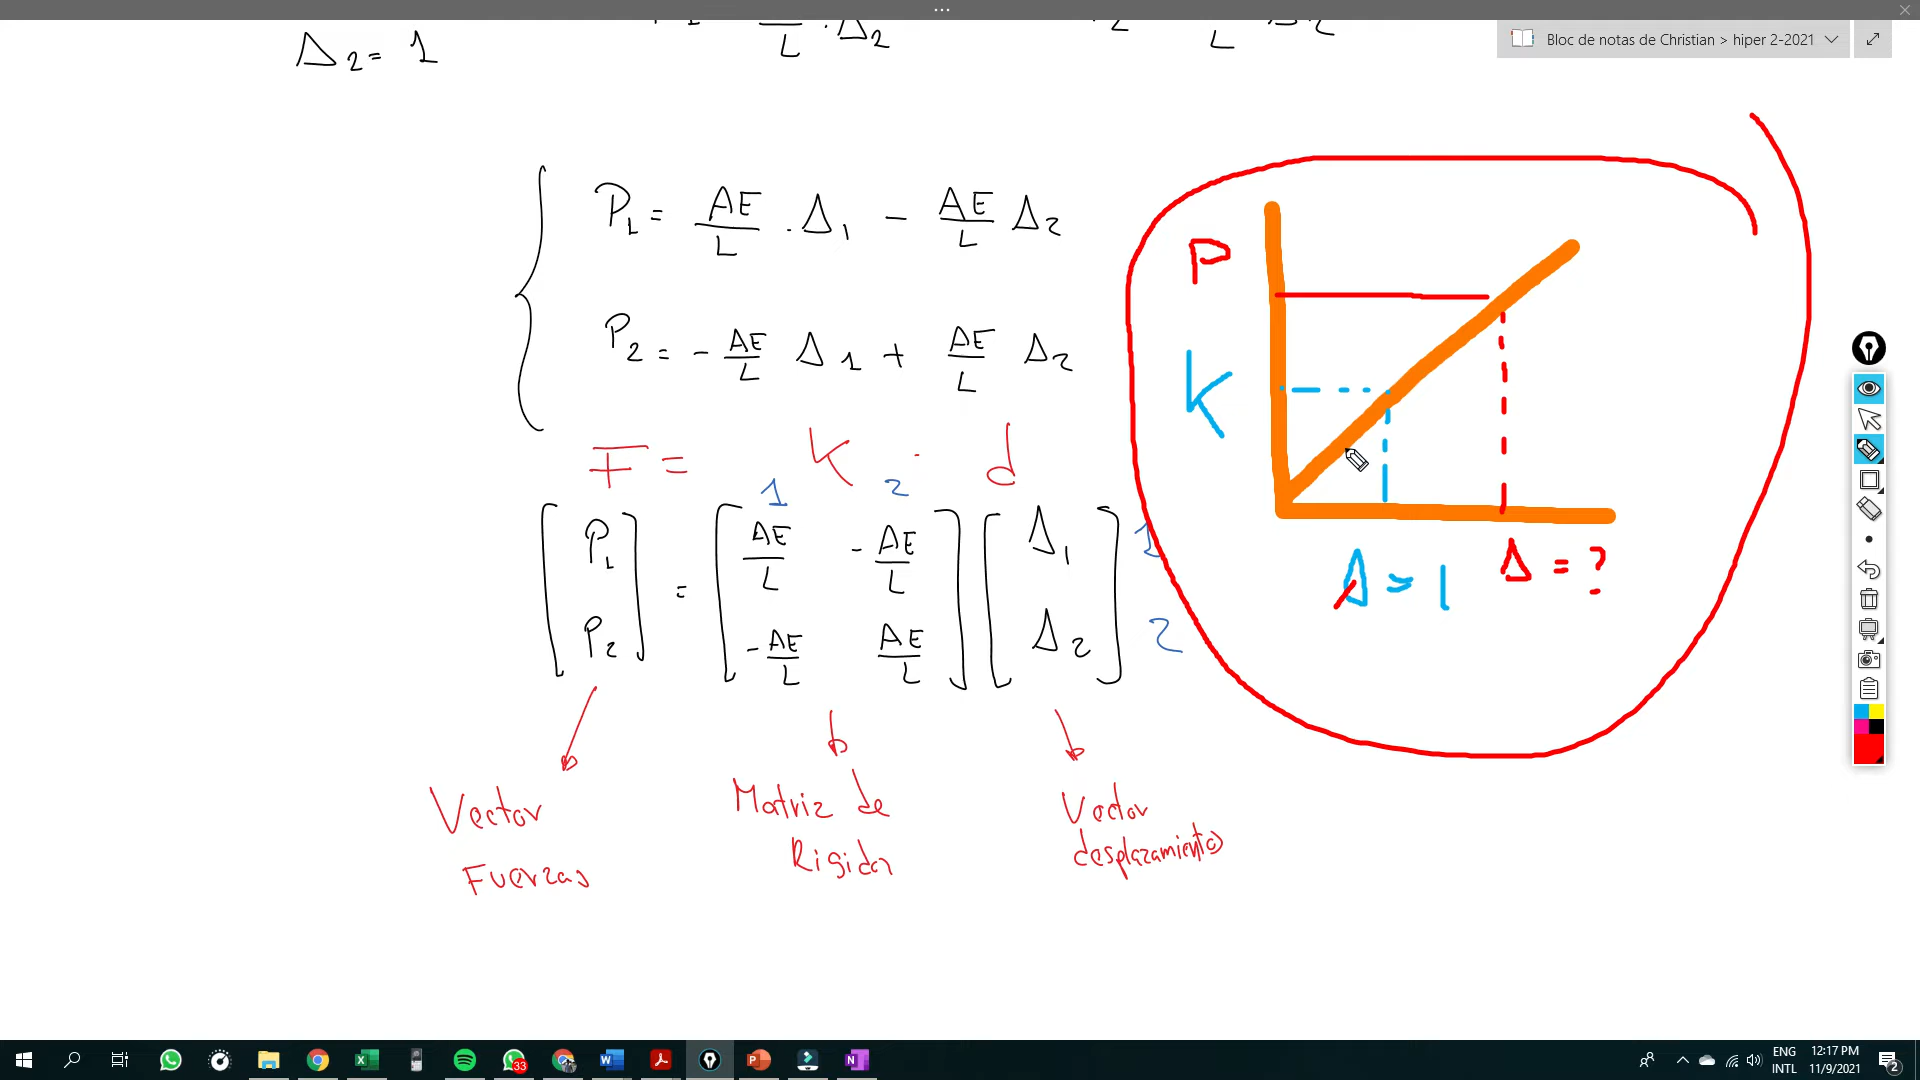 Bloc de notas de Christian > hiper 2-2021
Δ2 = 1
P1 = AE/L . Δ1 - AE/L Δ2
P2 = - AE/L Δ1 + AE/L Δ2
F = K · d
1 2
[P1 P2] = [AE/L -AE/L -AE/L AE/L] [Δ1 Δ2] 1 2
Vector
Fuerzas
Matriz de
Rigidez
Vector
desplazamientos
P
K
Δ = 1
Δ = ?
33
ENG
INTL
12:17 PM
11/9/2021
2